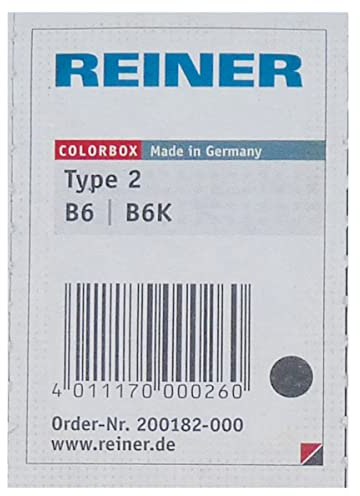 REINER
COLORBOX Made in Germany
Type 2
B6 | B6K
4 011170 000260
Order-Nr. 200182-000
www.reiner.de